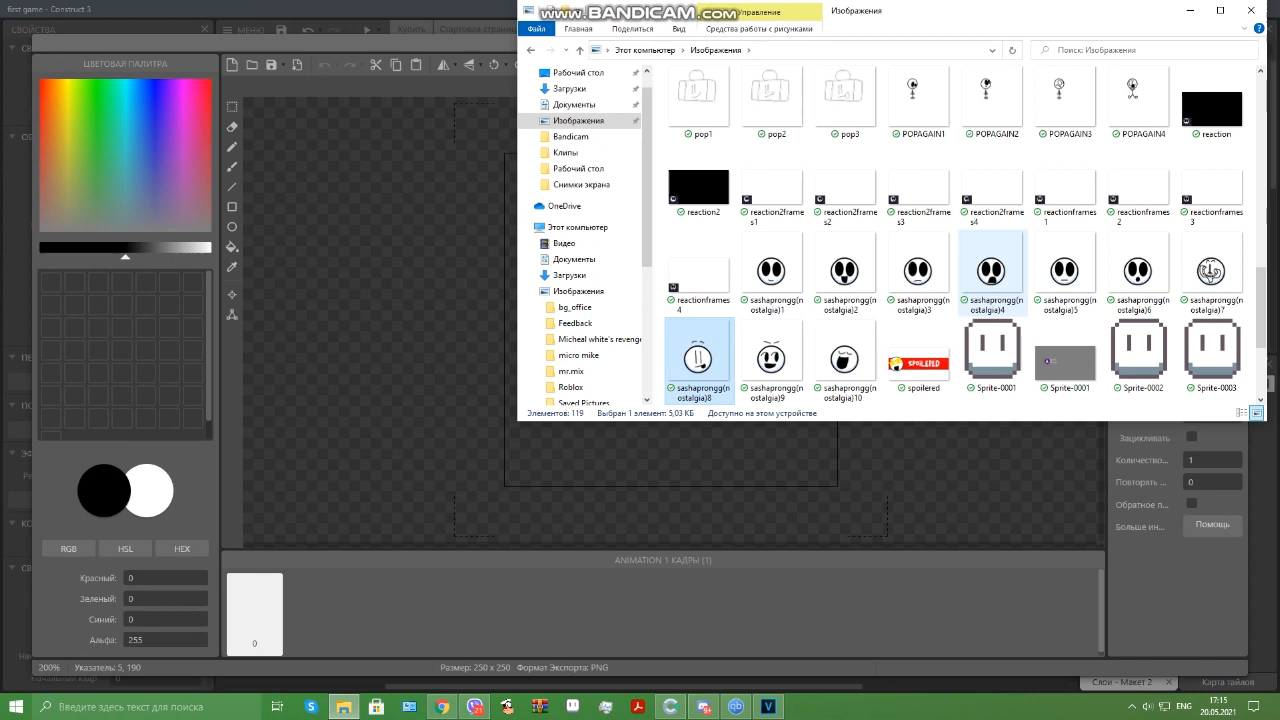 first game - Construct 3
www.BANDICAM.com
Управление
Изображения
СВОЙСТВА
МЕНЮ
Купить
Стартовая страница
Файл
Главная
Поделиться
Вид
Средства работы с рисунками
Этот компьютер
Изображения
Поиск: Изображения
ЦВЕТОВАЯ ПАЛИТРА
Рабочий стол
Загрузки
Документы
Изображения
Bandicam
Клипы
Рабочий стол
Снимки экрана
OneDrive
Этот компьютер
Видео
Документы
Загрузки
Изображения
bg_office
Feedback
Micheal white's revenge
micro mike
mr.mix
Roblox
Saved Pictures
pop1
pop2
pop3
POPAGAIN1
POPAGAIN2
POPAGAIN3
POPAGAIN4
reaction
reaction2
reaction2frames1
reaction2frames2
reaction2frames3
reaction2frames4
reactionframes1
reactionframes2
reactionframes3
reactionframes4
sashaprongg(nostalgia)1
sashaprongg(nostalgia)2
sashaprongg(nostalgia)3
sashaprongg(nostalgia)4
sashaprongg(nostalgia)5
sashaprongg(nostalgia)6
sashaprongg(nostalgia)7
sashaprongg(nostalgia)8
sashaprongg(nostalgia)9
sashaprongg(nostalgia)10
SPOILERED
spoilered
Sprite-0001
Sprite-0001
Sprite-0002
Sprite-0003
Элементов: 119
Выбран 1 элемент: 5,03 КБ
Доступно на этом устройстве
Зацикливать
Количество...
1
Повторять ...
0
Обратное п...
Больше ин...
Помощь
RGB
HSL
HEX
Красный:
0
Зеленый:
0
Синий:
0
Альфа:
255
ANIMATION 1 КАДРЫ (1)
0
200%
Указатель: 5, 190
Размер: 250 x 250
Формат Экспорта: PNG
Слои - Макет 2
Карта тайлов
Введите здесь текст для поиска
ENG
17:15
20.05.2021